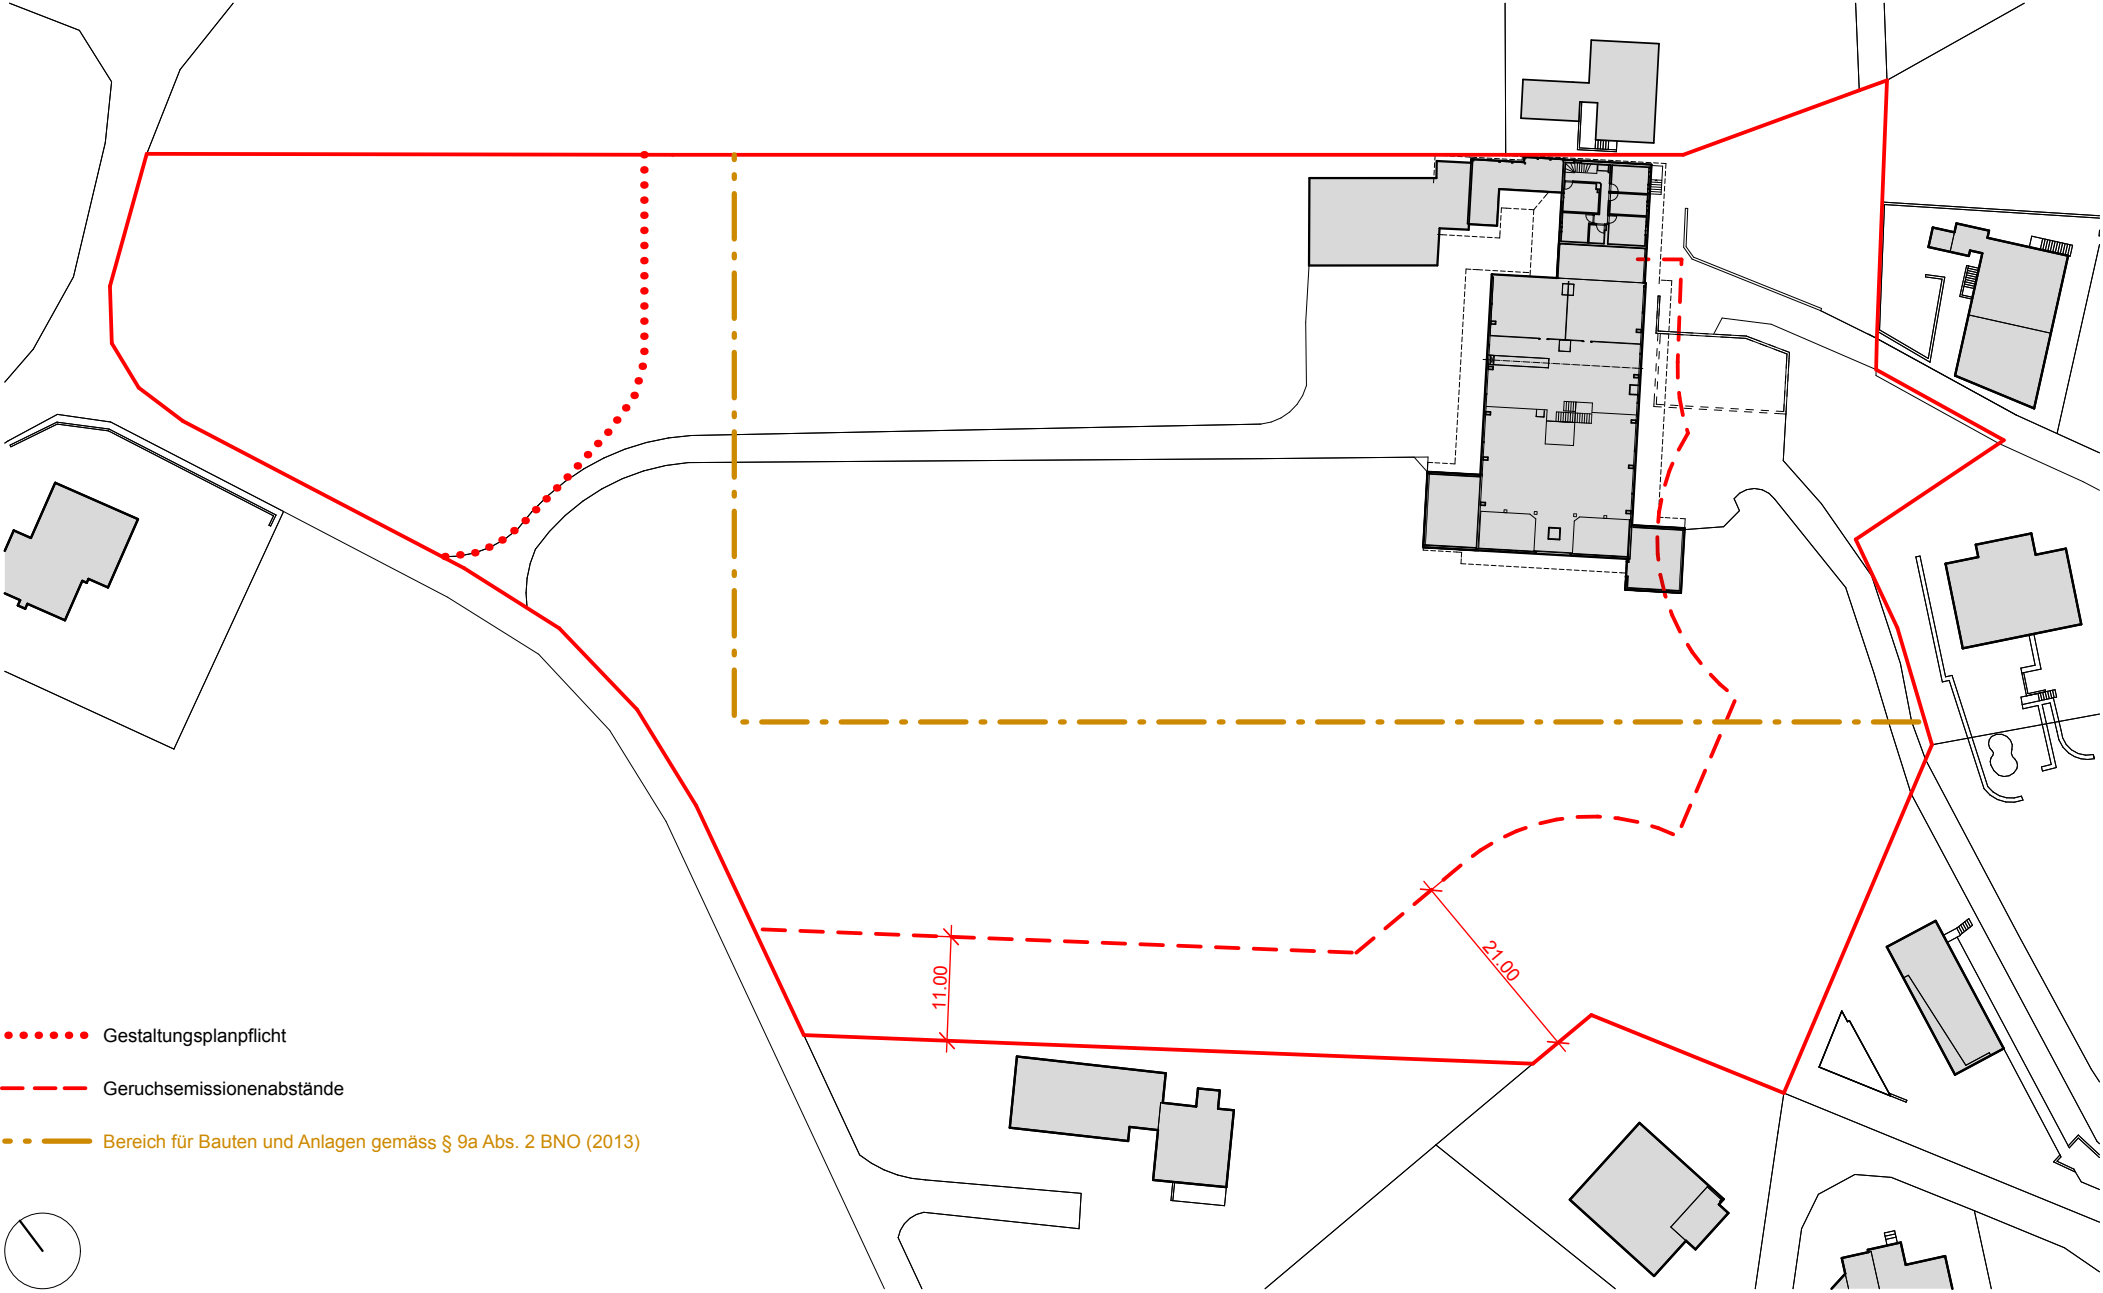 21.00
11.00
Gestaltungsplanpflicht
Geruchsemissionenabstände
Bereich für Bauten und Anlagen gemäss § 9a Abs. 2 BNO (2013)